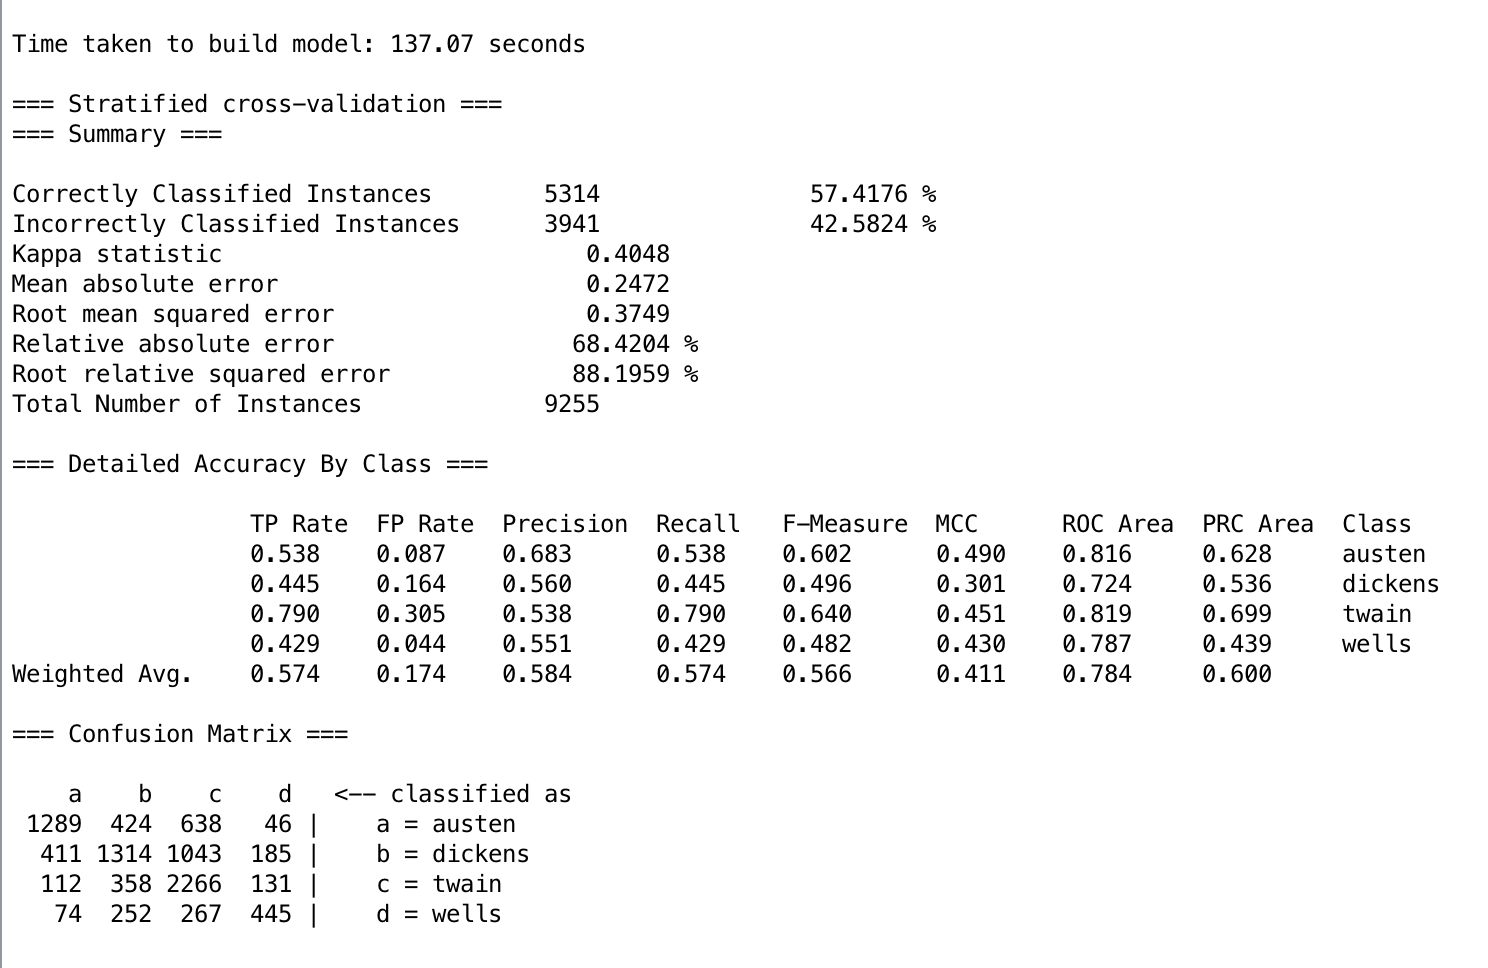 Time taken to build model: 137.07 seconds
=== Stratified cross-validation ===
=== Summary ===
Correctly Classified Instances        5314               57.4176 %
Incorrectly Classified Instances      3941               42.5824 %
Kappa statistic                          0.4048
Mean absolute error                      0.2472
Root mean squared error                  0.3749
Relative absolute error                 68.4204 %
Root relative squared error             88.1959 %
Total Number of Instances             9255
=== Detailed Accuracy By Class ===
                 TP Rate  FP Rate  Precision  Recall   F-Measure  MCC      ROC Area  PRC Area  Class
                 0.538    0.087    0.683      0.538    0.602      0.490    0.816     0.628     austen
                 0.445    0.164    0.560      0.445    0.496      0.301    0.724     0.536     dickens
                 0.790    0.305    0.538      0.790    0.640      0.451    0.819     0.699     twain
                 0.429    0.044    0.551      0.429    0.482      0.430    0.787     0.439     wells
Weighted Avg.    0.574    0.174    0.584      0.574    0.566      0.411    0.784     0.600
=== Confusion Matrix ===
    a    b    c    d   <-- classified as
 1289  424  638   46 |    a = austen
  411 1314 1043  185 |    b = dickens
  112  358 2266  131 |    c = twain
   74  252  267  445 |    d = wells